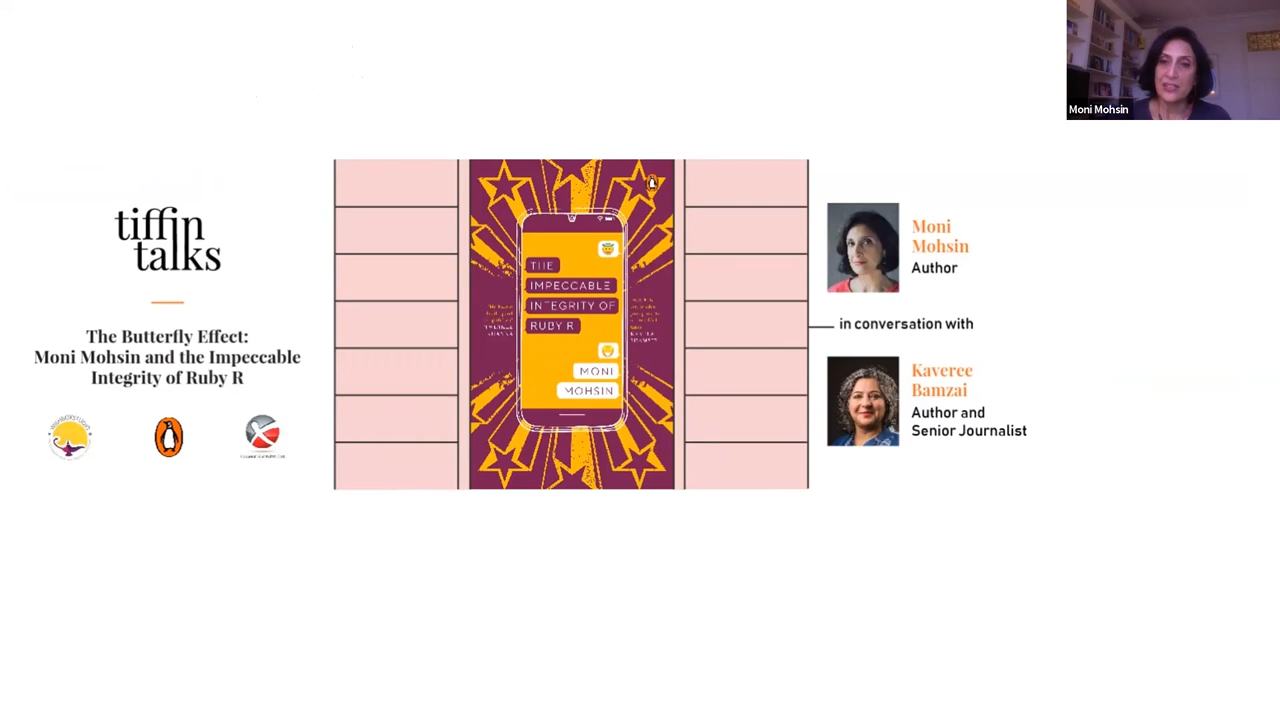 Moni Mohsin
tiffin
talks
The Butterfly Effect:
Moni Mohsin and the Impeccable
Integrity of Ruby R
THE
IMPECCABLE
INTEGRITY OF
RUBY R
MONI
MOHSIN
Moni
Mohsin
Author
in conversation with
Kaveree
Bamzai
Author and
Senior Journalist